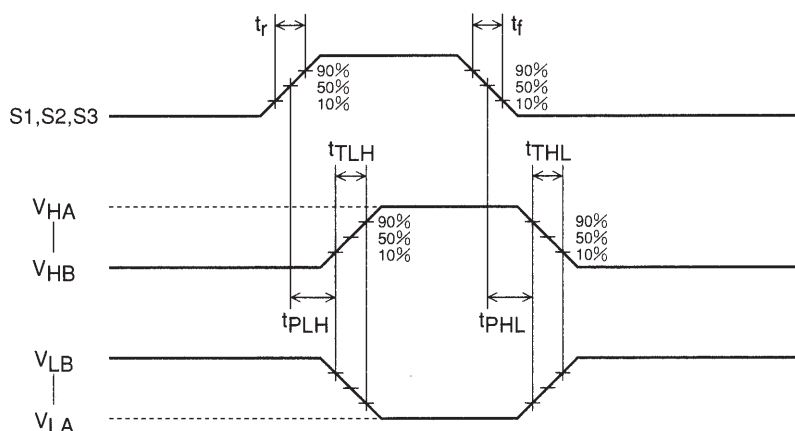 tr
tf
90%
50%
10%
90%
50%
10%
S1,S2,S3
tTLH
tTHL
VHA
90%
50%
10%
90%
50%
10%
VHB
tPLH
tPHL
VLB
VLA